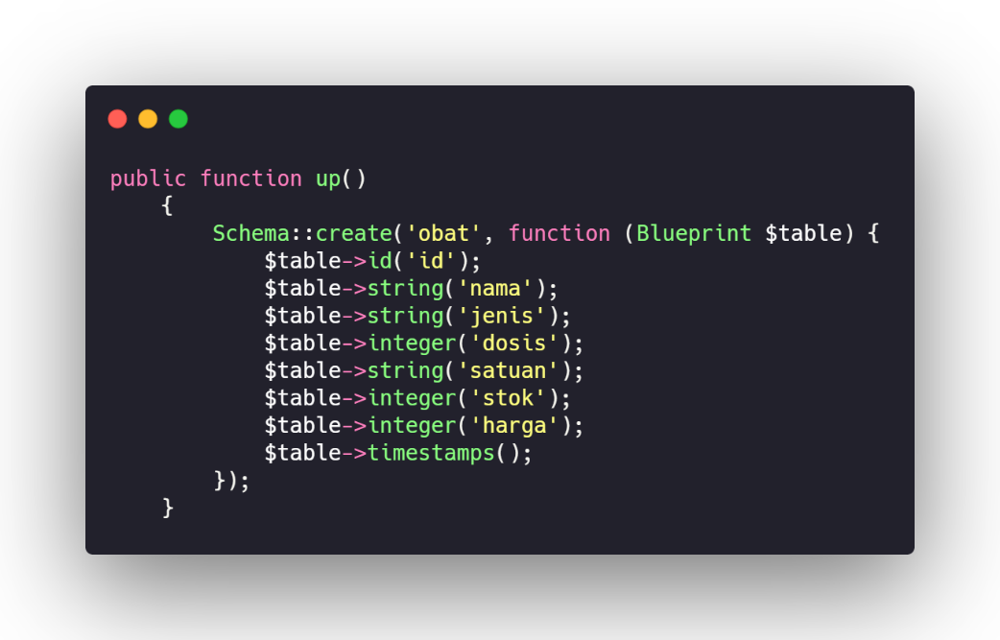 public function up()
    {
        Schema::create('obat', function (Blueprint $table) {
            $table->id('id');
            $table->string('nama');
            $table->string('jenis');
            $table->integer('dosis');
            $table->string('satuan');
            $table->integer('stok');
            $table->integer('harga');
            $table->timestamps();
        });
    }